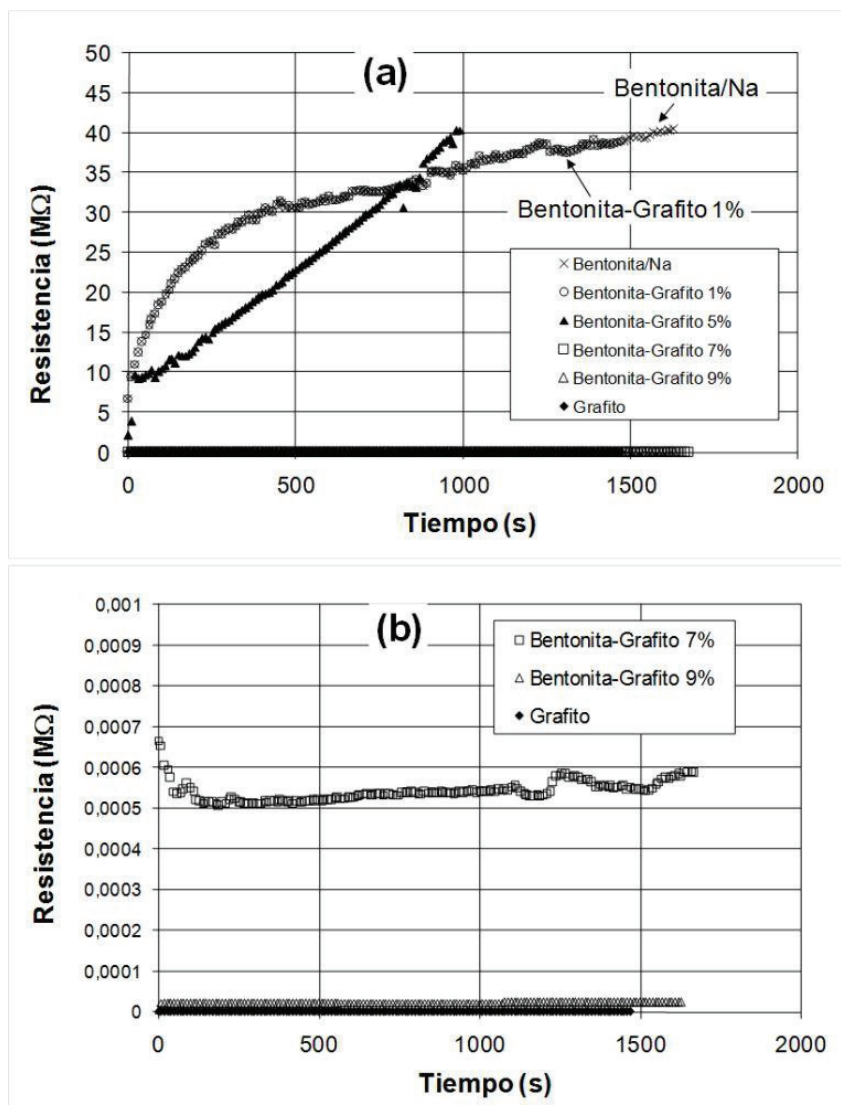 (a)
Resistencia (MΩ)
50
45
40
35
30
25
20
15
10
5
0
Bentonita/Na
Bentonita-Grafito 1%
Bentonita/Na
Bentonita-Grafito 1%
Bentonita-Grafito 5%
Bentonita-Grafito 7%
Bentonita-Grafito 9%
Grafito
0 500 1000 1500 2000
Tiempo (s)
(b)
Resistencia (MΩ)
0,001
0,0009
0,0008
0,0007
0,0006
0,0005
0,0004
0,0003
0,0002
0,0001
0
Bentonita-Grafito 7%
Bentonita-Grafito 9%
Grafito
0 500 1000 1500 2000
Tiempo (s)